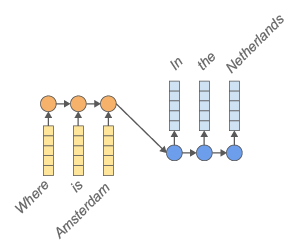 Where
is
Amsterdam
In
the
Netherlands